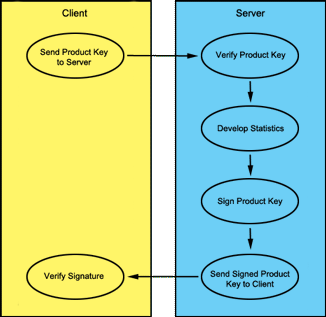 Client
Server
Send Product Key
to Server
Verify Product Key
Develop Statistics
Sign Product Key
Send Signed Product
Key to Client
Verify Signature